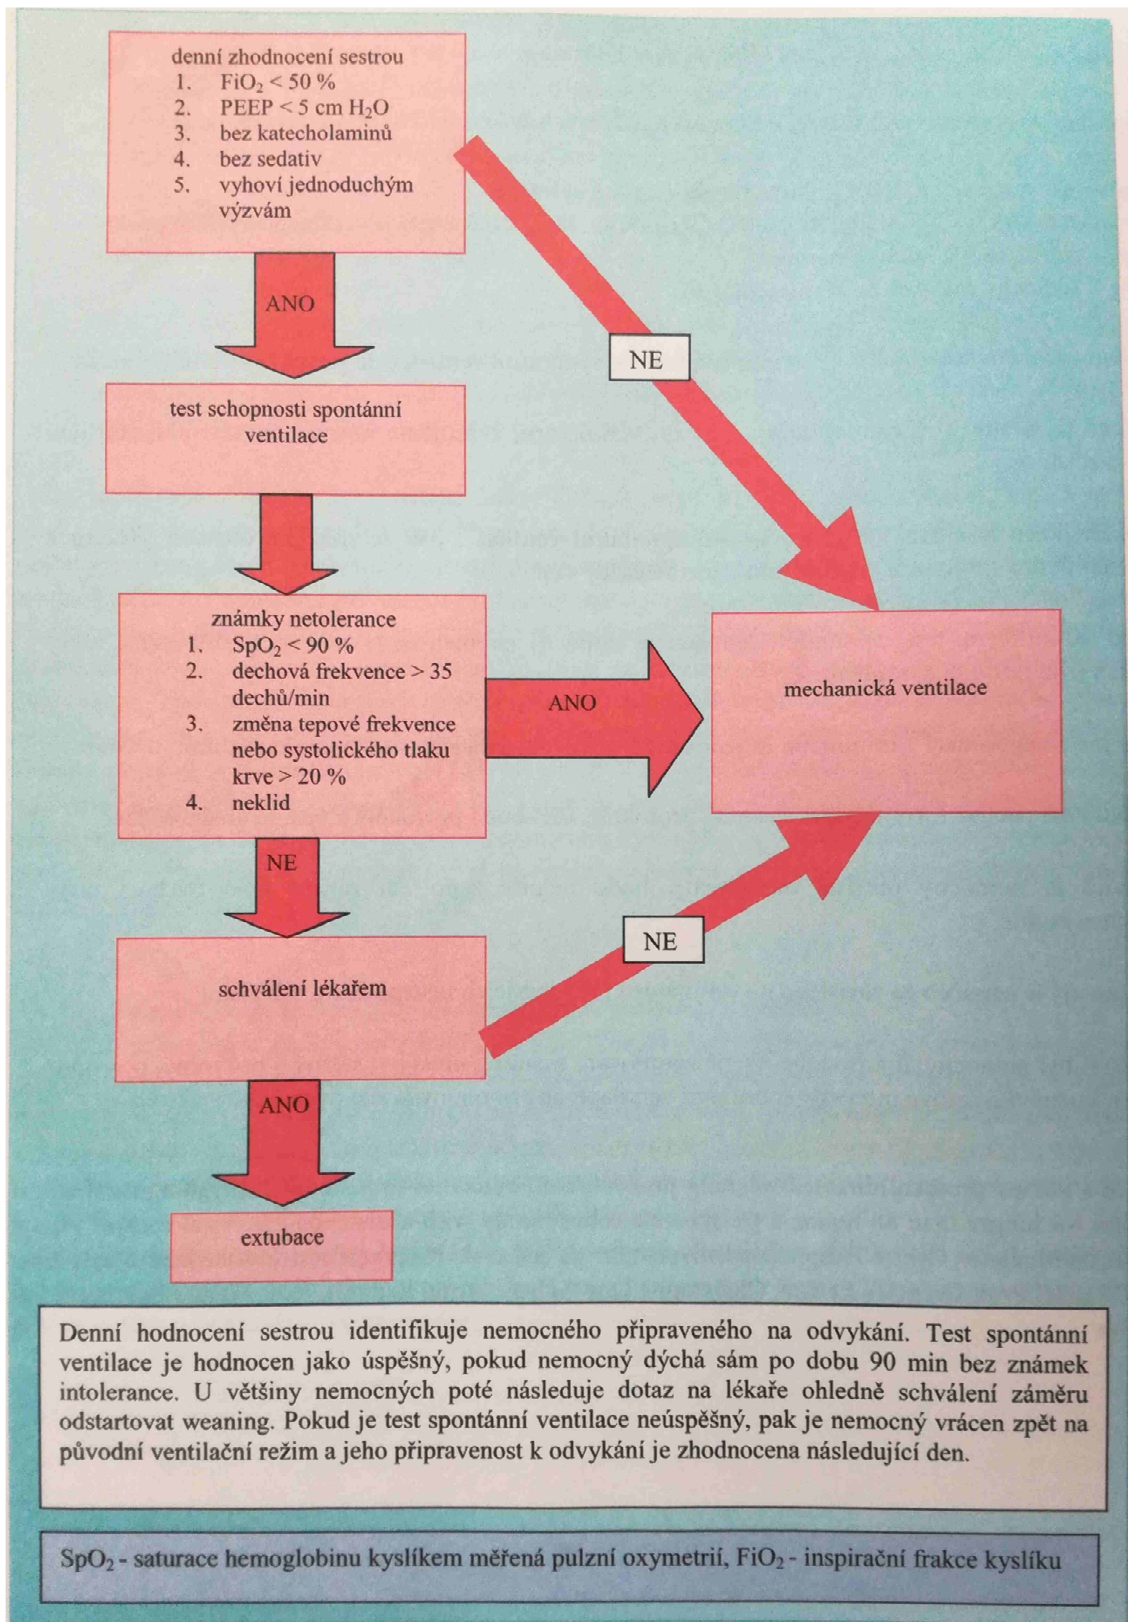 denní zhodnocení sestrou
1. FiO₂ < 50 %
2. PEEP < 5 cm H₂O
3. bez katecholaminů
4. bez sedativ
5. vyhoví jednoduchým
výzvám
ANO
NE
test schopnosti spontánní
ventilace
známky netolerance
1. SpO₂ < 90 %
2. dechová frekvence > 35
dechů/min
3. změna tepové frekvence
nebo systolického tlaku
krve > 20 %
4. neklid
ANO
mechanická ventilace
NE
schválení lékařem
NE
ANO
extubace
Denní hodnocení sestrou identifikuje nemocného připraveného na odvykání. Test spontánní
ventilace je hodnocen jako úspěšný, pokud nemocný dýchá sám po dobu 90 min bez známek
intolerance. U většiny nemocných poté následuje dotaz na lékaře ohledně schválení záměru
odstartovat weaning. Pokud je test spontánní ventilace neúspěšný, pak je nemocný vrácen zpět na
původní ventilační režim a jeho připravenost k odvykání je zhodnocena následující den.
SpO₂ - saturace hemoglobinu kyslíkem měřená pulzní oxymetrií, FiO₂ - inspirační frakce kyslíku